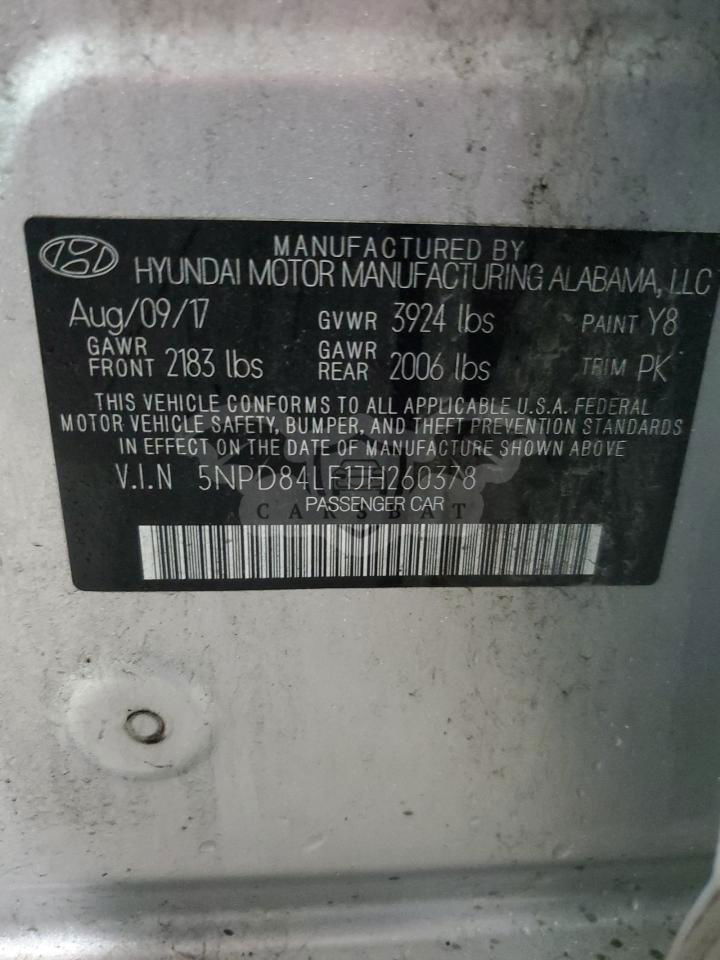 MANUFACTURED BY
HYUNDAI MOTOR MANUFACTURING ALABAMA, LLC
Aug/09/17 GVWR 3924 lbs PAINT Y8
GAWR FRONT 2183 lbs GAWR REAR 2006 lbs TRIM PK
THIS VEHICLE CONFORMS TO ALL APPLICABLE U.S.A. FEDERAL
MOTOR VEHICLE SAFETY, BUMPER, AND THEFT PREVENTION STANDARDS
IN EFFECT ON THE DATE OF MANUFACTURE SHOWN ABOVE
V.I.N 5NPD84LF1JH260378
PASSENGER CAR
CARSBAT